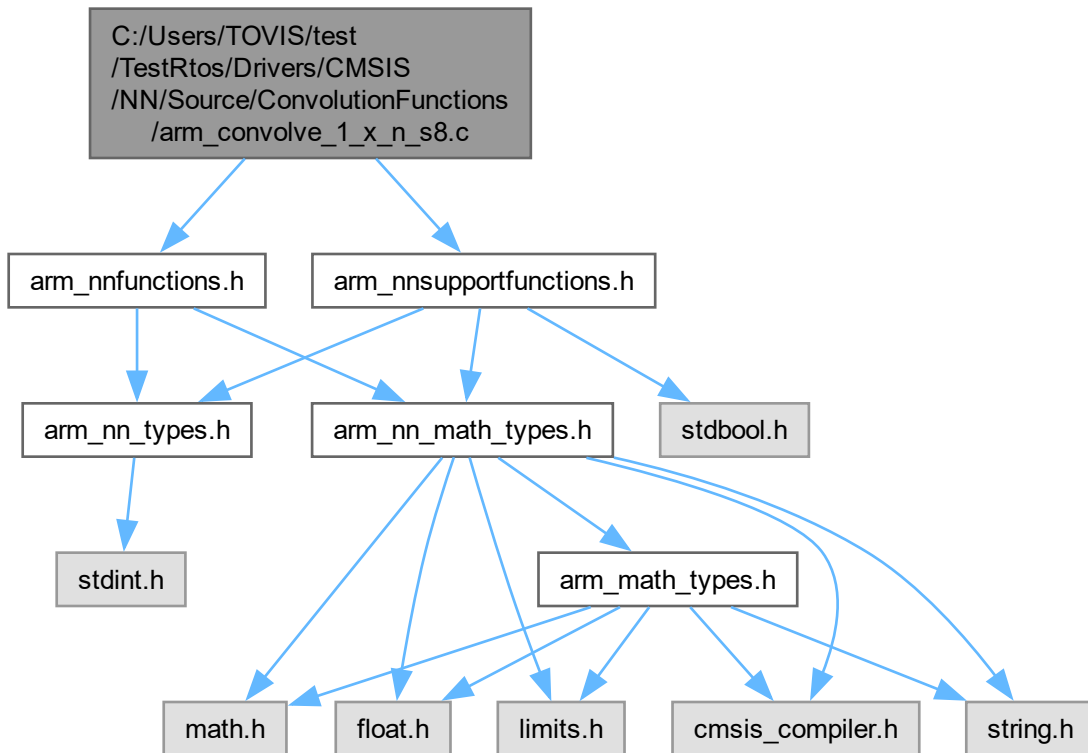 C:/Users/TOVIS/test
/TestRtos/Drivers/CMSIS
/NN/Source/ConvolutionFunctions
/arm_convolve_1_x_n_s8.c
arm_nnfunctions.h
arm_nnsupportfunctions.h
arm_nn_types.h
arm_nn_math_types.h
stdbool.h
stdint.h
arm_math_types.h
math.h
float.h
limits.h
cmsis_compiler.h
string.h